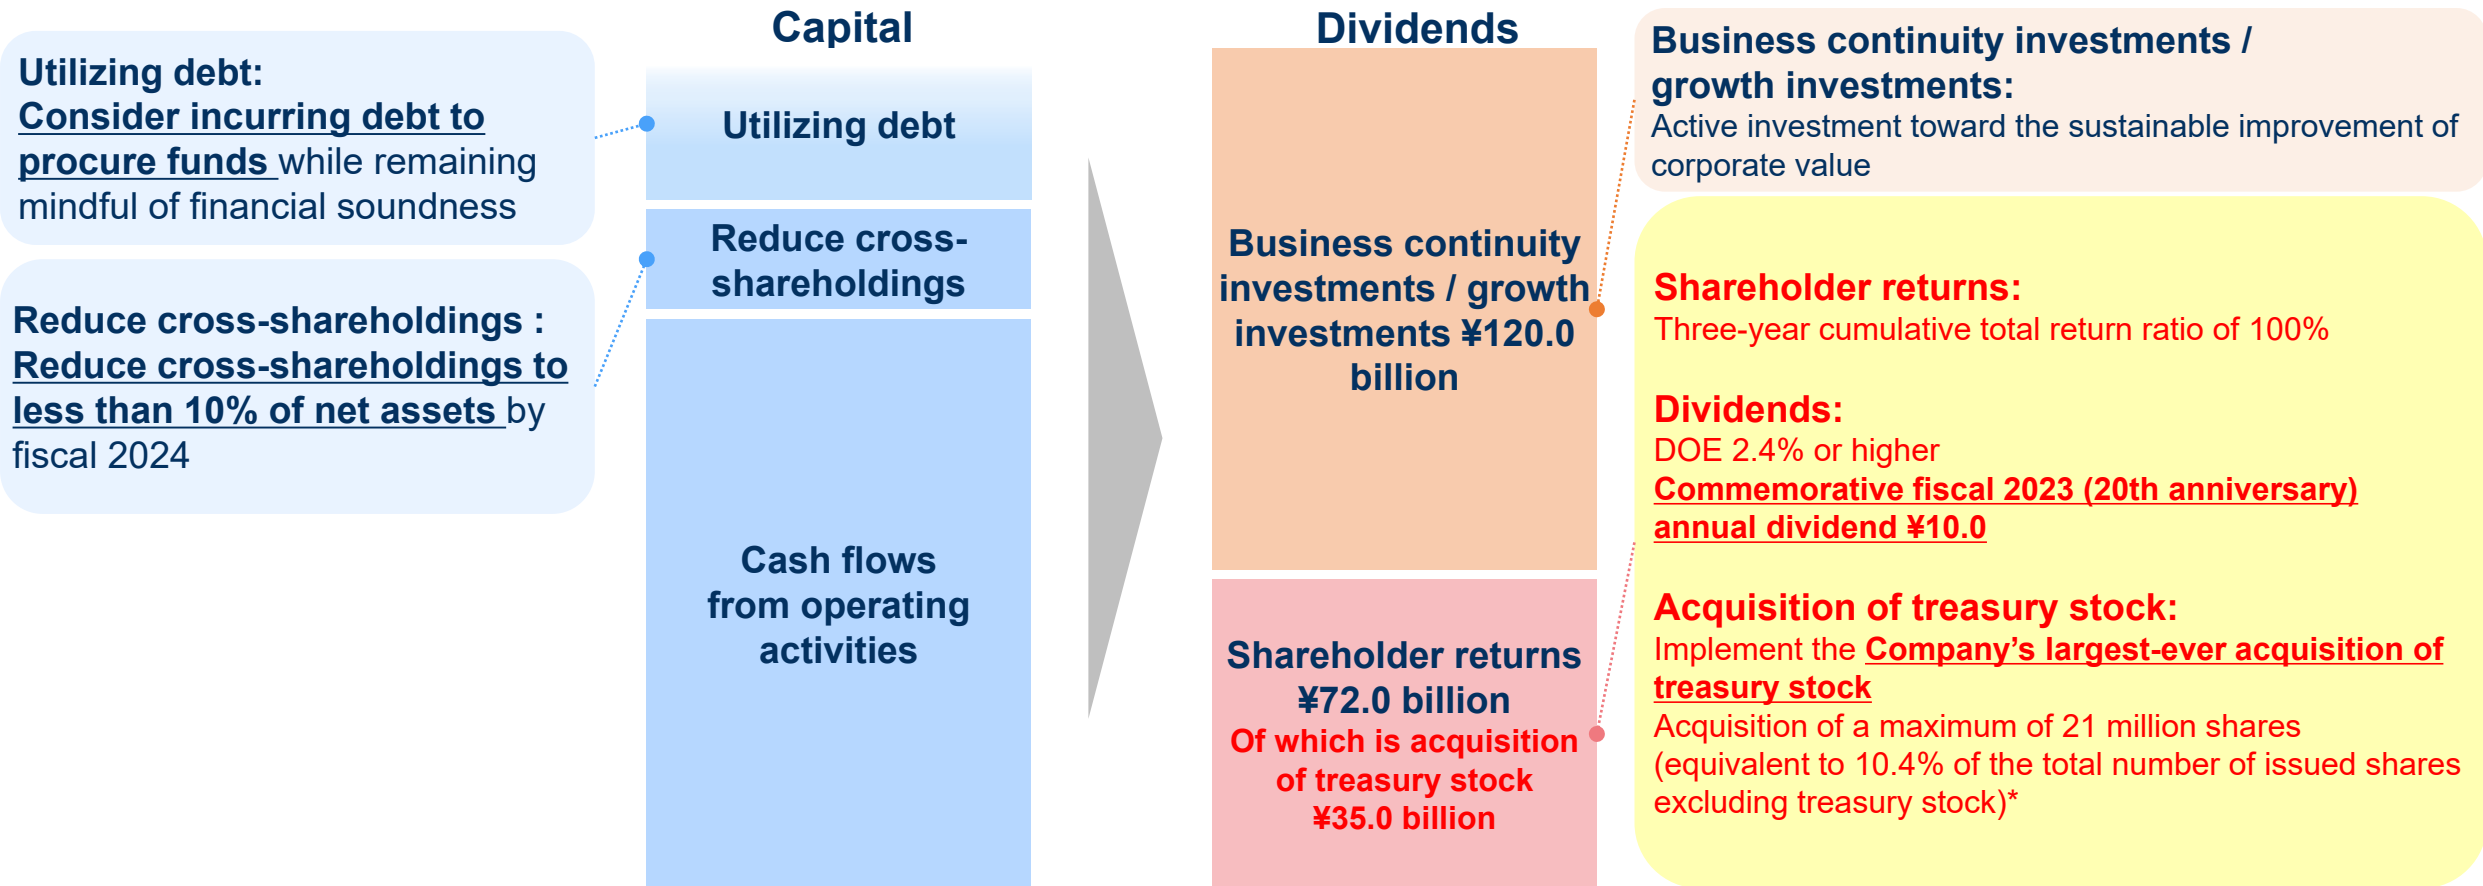 Capital
Dividends
Utilizing debt:
Consider incurring debt to
procure funds while remaining
mindful of financial soundness
Reduce cross-shareholdings :
Reduce cross-shareholdings to
less than 10% of net assets by
fiscal 2024
Utilizing debt
Reduce cross-
shareholdings
Cash flows
from operating
activities
Business continuity
investments / growth
investments ¥120.0
billion
Shareholder returns
¥72.0 billion
Of which is acquisition
of treasury stock
¥35.0 billion
Business continuity investments /
growth investments:
Active investment toward the sustainable improvement of
corporate value
Shareholder returns:
Three-year cumulative total return ratio of 100%
Dividends:
DOE 2.4% or higher
Commemorative fiscal 2023 (20th anniversary)
annual dividend ¥10.0
Acquisition of treasury stock:
Implement the Company’s largest-ever acquisition of
treasury stock
Acquisition of a maximum of 21 million shares
(equivalent to 10.4% of the total number of issued shares
excluding treasury stock)*